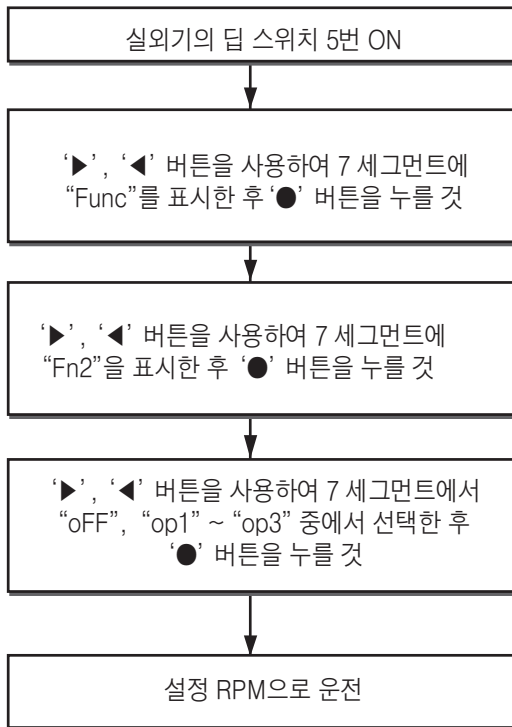 실외기의 딥 스위치 5번 ON
‘▶’, ‘◀’ 버튼을 사용하여 7 세그먼트에
“Func”를 표시한 후 ‘●’ 버튼을 누를 것
‘▶’, ‘◀’ 버튼을 사용하여 7 세그먼트에
“Fn2”을 표시한 후 ‘●’ 버튼을 누를 것
‘▶’, ‘◀’ 버튼을 사용하여 7 세그먼트에서
“oFF”, “op1” ~ “op3” 중에서 선택한 후
‘●’ 버튼을 누를 것
설정 RPM으로 운전